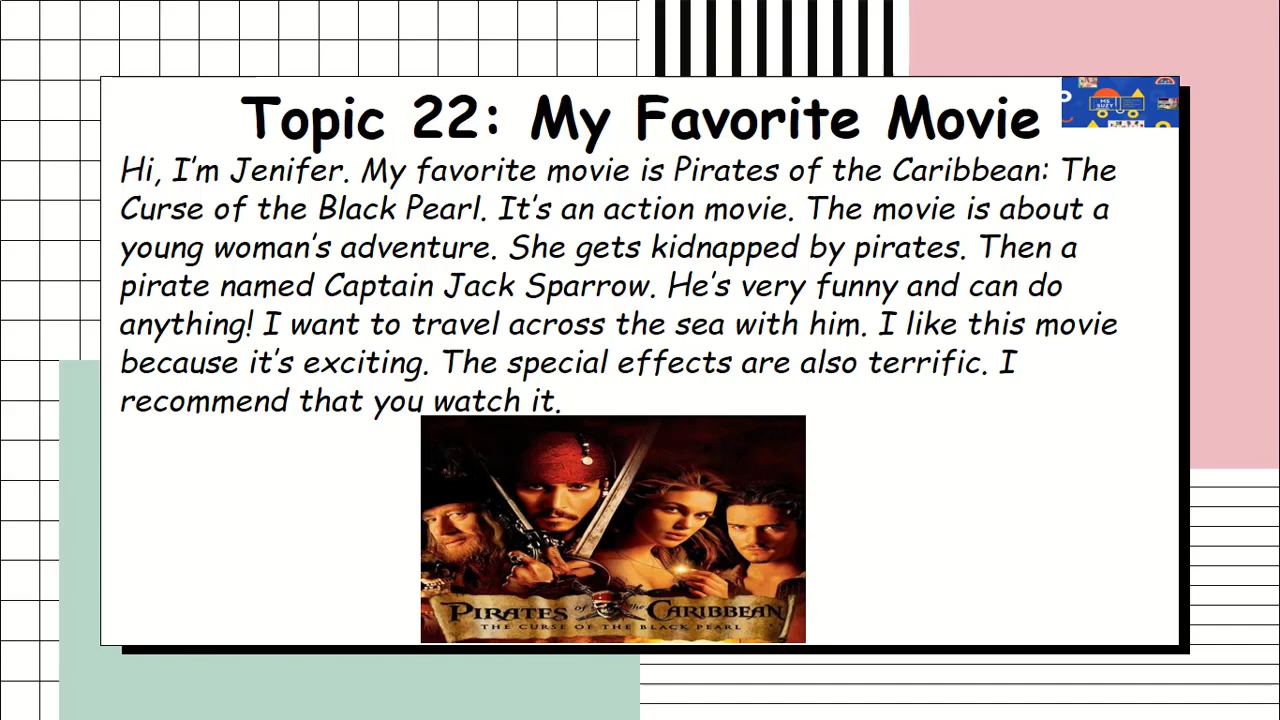 Topic 22: My Favorite Movie
MS SUZY
Hi, I'm Jenifer. My favorite movie is Pirates of the Caribbean: The
Curse of the Black Pearl. It's an action movie. The movie is about a
young woman's adventure. She gets kidnapped by pirates. Then a
pirate named Captain Jack Sparrow. He's very funny and can do
anything! I want to travel across the sea with him. I like this movie
because it's exciting. The special effects are also terrific. I
recommend that you watch it.
PIRATES of the CARIBBEAN
THE CURSE OF THE BLACK PEARL